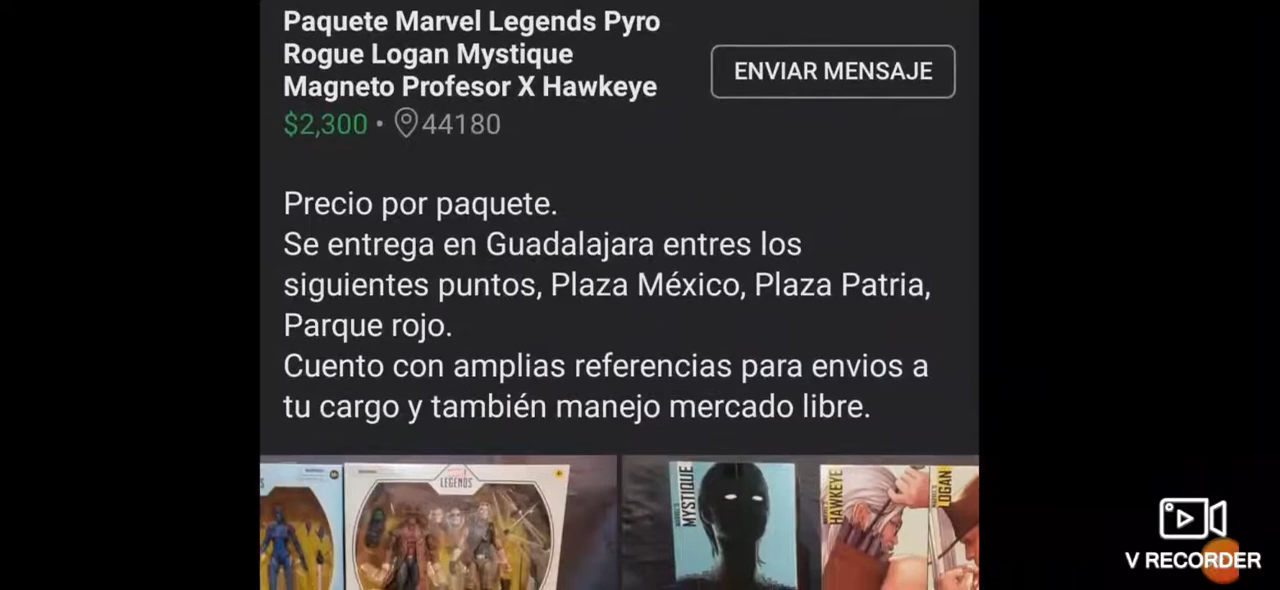 Paquete Marvel Legends Pyro
Rogue Logan Mystique
Magneto Profesor X Hawkeye
ENVIAR MENSAJE
$2,300 • 44180
Precio por paquete.
Se entrega en Guadalajara entres los
siguientes puntos, Plaza México, Plaza Patria,
Parque rojo.
Cuento con amplias referencias para envios a
tu cargo y también manejo mercado libre.
LEGENDS
MYSTIQUE
HAWKEYE
LOGAN
V RECORDER